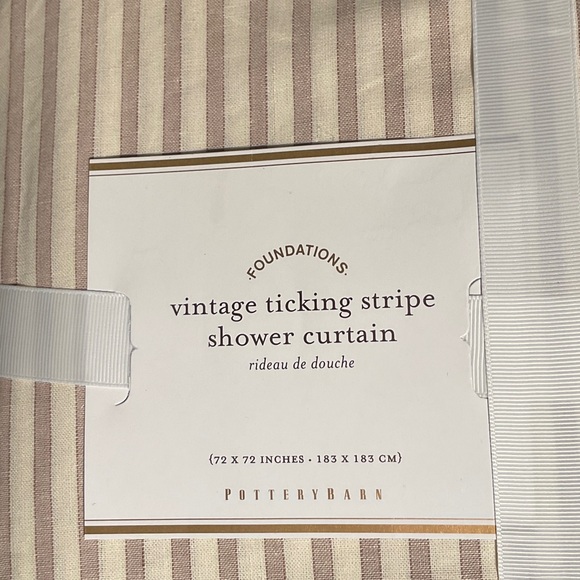 ·FOUNDATIONS·
vintage ticking stripe
shower curtain
rideau de douche
{72 X 72 INCHES · 183 X 183 CM}
POTTERYBARN